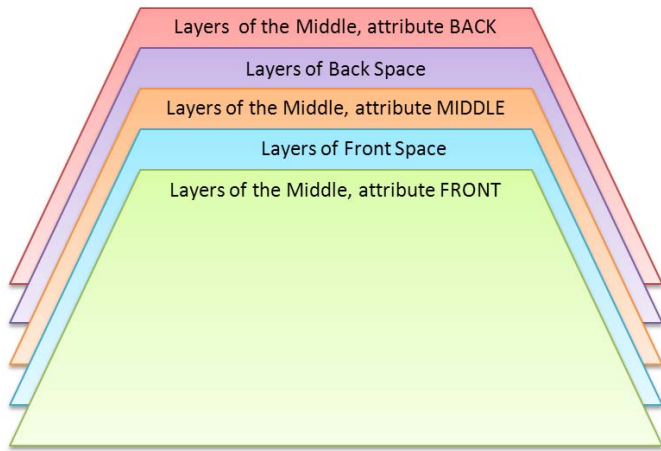 Layers of the Middle, attribute BACK
Layers of Back Space
Layers of the Middle, attribute MIDDLE
Layers of Front Space
Layers of the Middle, attribute FRONT